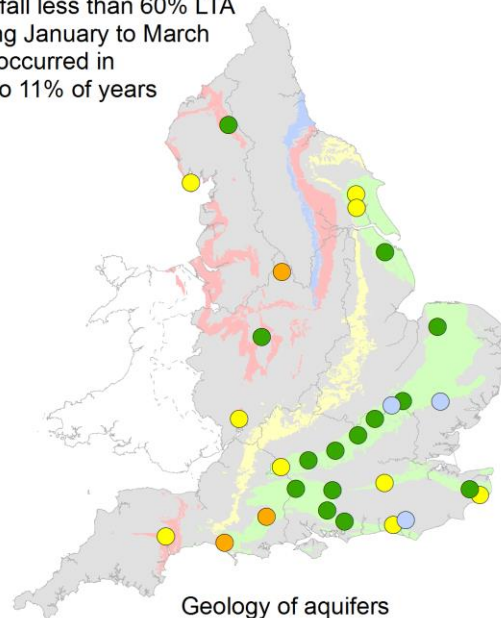 fall less than 60% LTA
ng January to March
occurred in
o 11% of years
Geology of aquifers